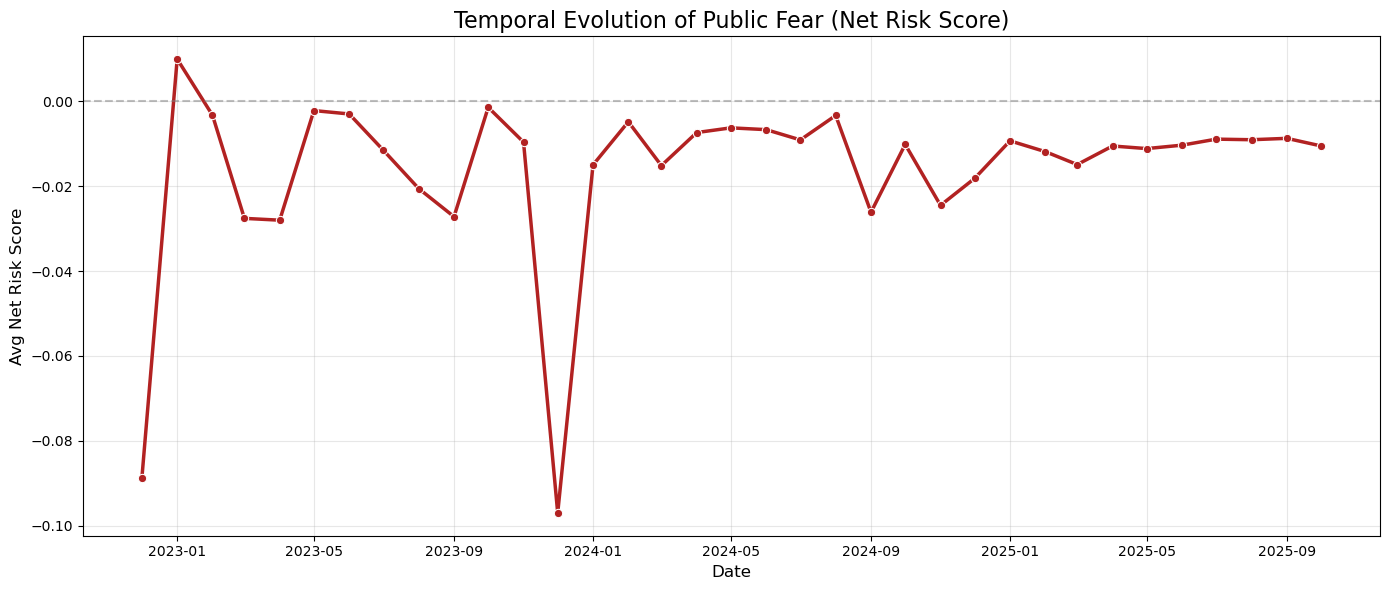 Temporal Evolution of Public Fear (Net Risk Score)
Avg Net Risk Score
0.00
−0.02
−0.04
−0.06
−0.08
−0.10
2023-01 2023-05 2023-09 2024-01 2024-05 2024-09 2025-01 2025-05 2025-09
Date